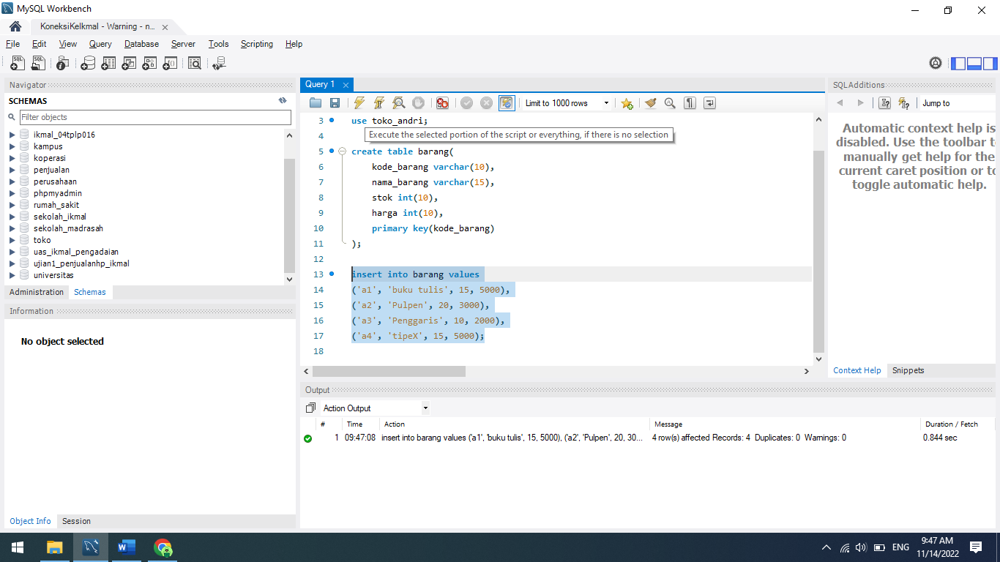 MySQL Workbench
KoneksiKelkmal - Warning - n...
File Edit View Query Database Server Tools Scripting Help
Navigator
SCHEMAS
Filter objects
ikmal_04tplp016
kampus
koperasi
penjualan
perusahaan
phpmyadmin
rumah_sakit
sekolah_ikmal
sekolah_madrasah
toko
uas_ikmal_pengadaian
ujian1_penjualanhp_ikmal
universitas
Administration Schemas
Information
No object selected
Object Info Session
Query 1
Limit to 1000 rows
3 use toko_andri;
4
Execute the selected portion of the script or everything, if there is no selection
5 create table barang(
6 kode_barang varchar(10),
7 nama_barang varchar(15),
8 stok int(10),
9 harga int(10),
10 primary key(kode_barang)
11 );
12
13 insert into barang values
14 ('a1', 'buku tulis', 15, 5000),
15 ('a2', 'Pulpen', 20, 3000),
16 ('a3', 'Penggaris', 10, 2000),
17 ('a4', 'tipeX', 15, 5000);
18
SQLAdditions
Jump to
Automatic context help is
disabled. Use the toolbar t
manually get help for the
current caret position or to
toggle automatic help.
Context Help Snippets
Output
Action Output
# Time Action Message Duration / Fetch
1 09:47:08 insert into barang values ('a1', 'buku tulis', 15, 5000), ('a2', 'Pulpen', 20, 30... 4 row(s) affected Records: 4 Duplicates: 0 Warnings: 0 0.844 sec
ENG
9:47 AM
11/14/2022